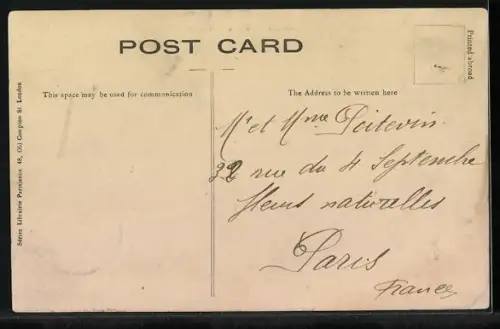 POST CARD
Printed abroad
This space may be used for communication
The Address to be written here
Série Librairie Parisienne 48, Old Compton St London
Mr et Mme Poitevin
32 rue du 4 Septembre
fleurs naturelles
Paris
France